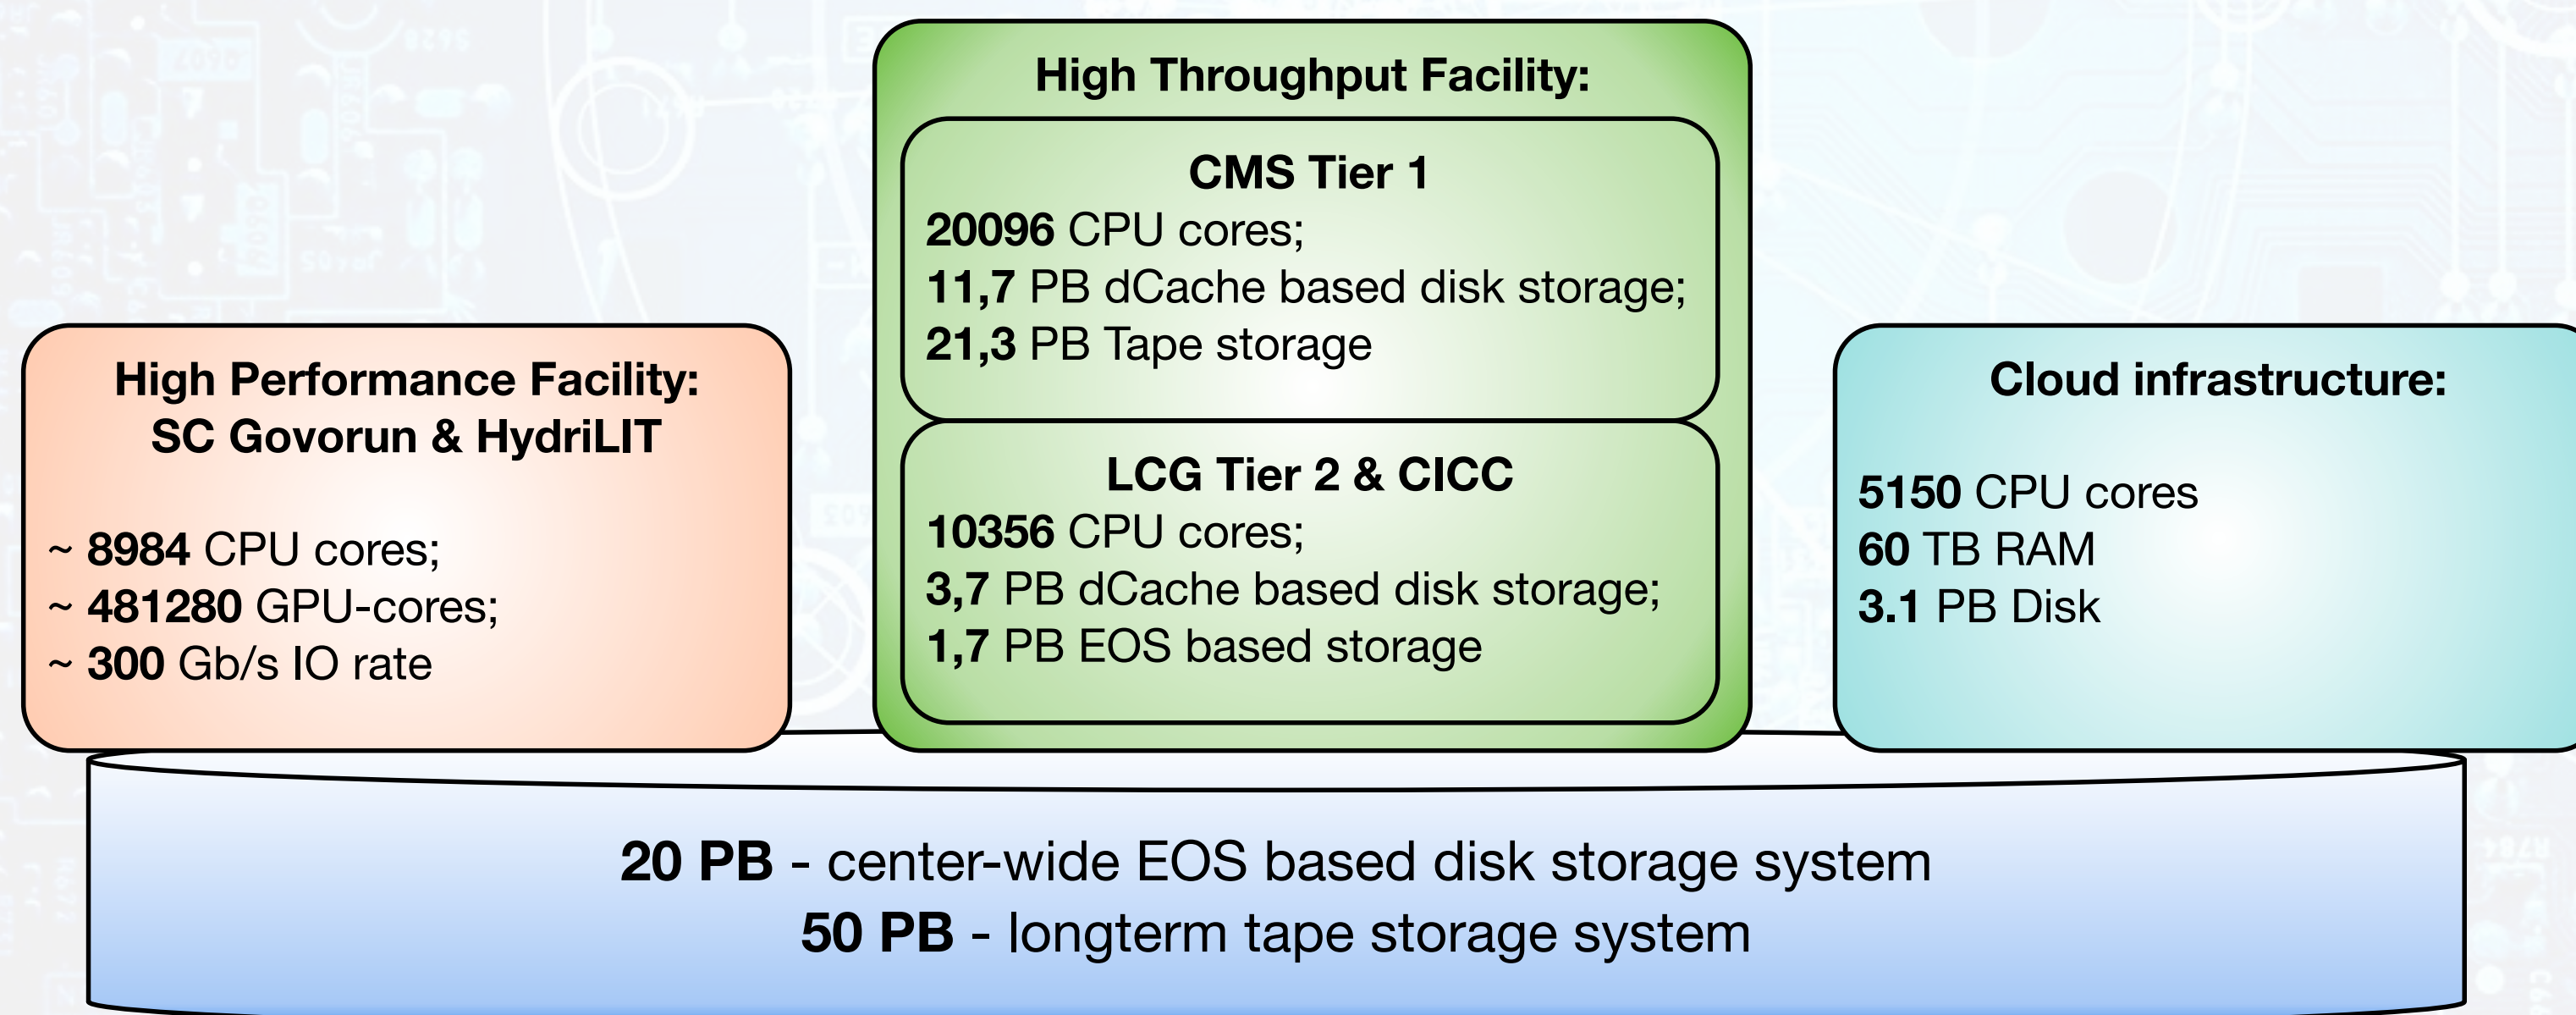 High Performance Facility:
SC Govorun & HydriLIT
~ 8984 CPU cores;
~ 481280 GPU-cores;
~ 300 Gb/s IO rate
High Throughput Facility:
CMS Tier 1
20096 CPU cores;
11,7 PB dCache based disk storage;
21,3 PB Tape storage
LCG Tier 2 & CICC
10356 CPU cores;
3,7 PB dCache based disk storage;
1,7 PB EOS based storage
Cloud infrastructure:
5150 CPU cores
60 TB RAM
3.1 PB Disk
20 PB - center-wide EOS based disk storage system
50 PB - longterm tape storage system